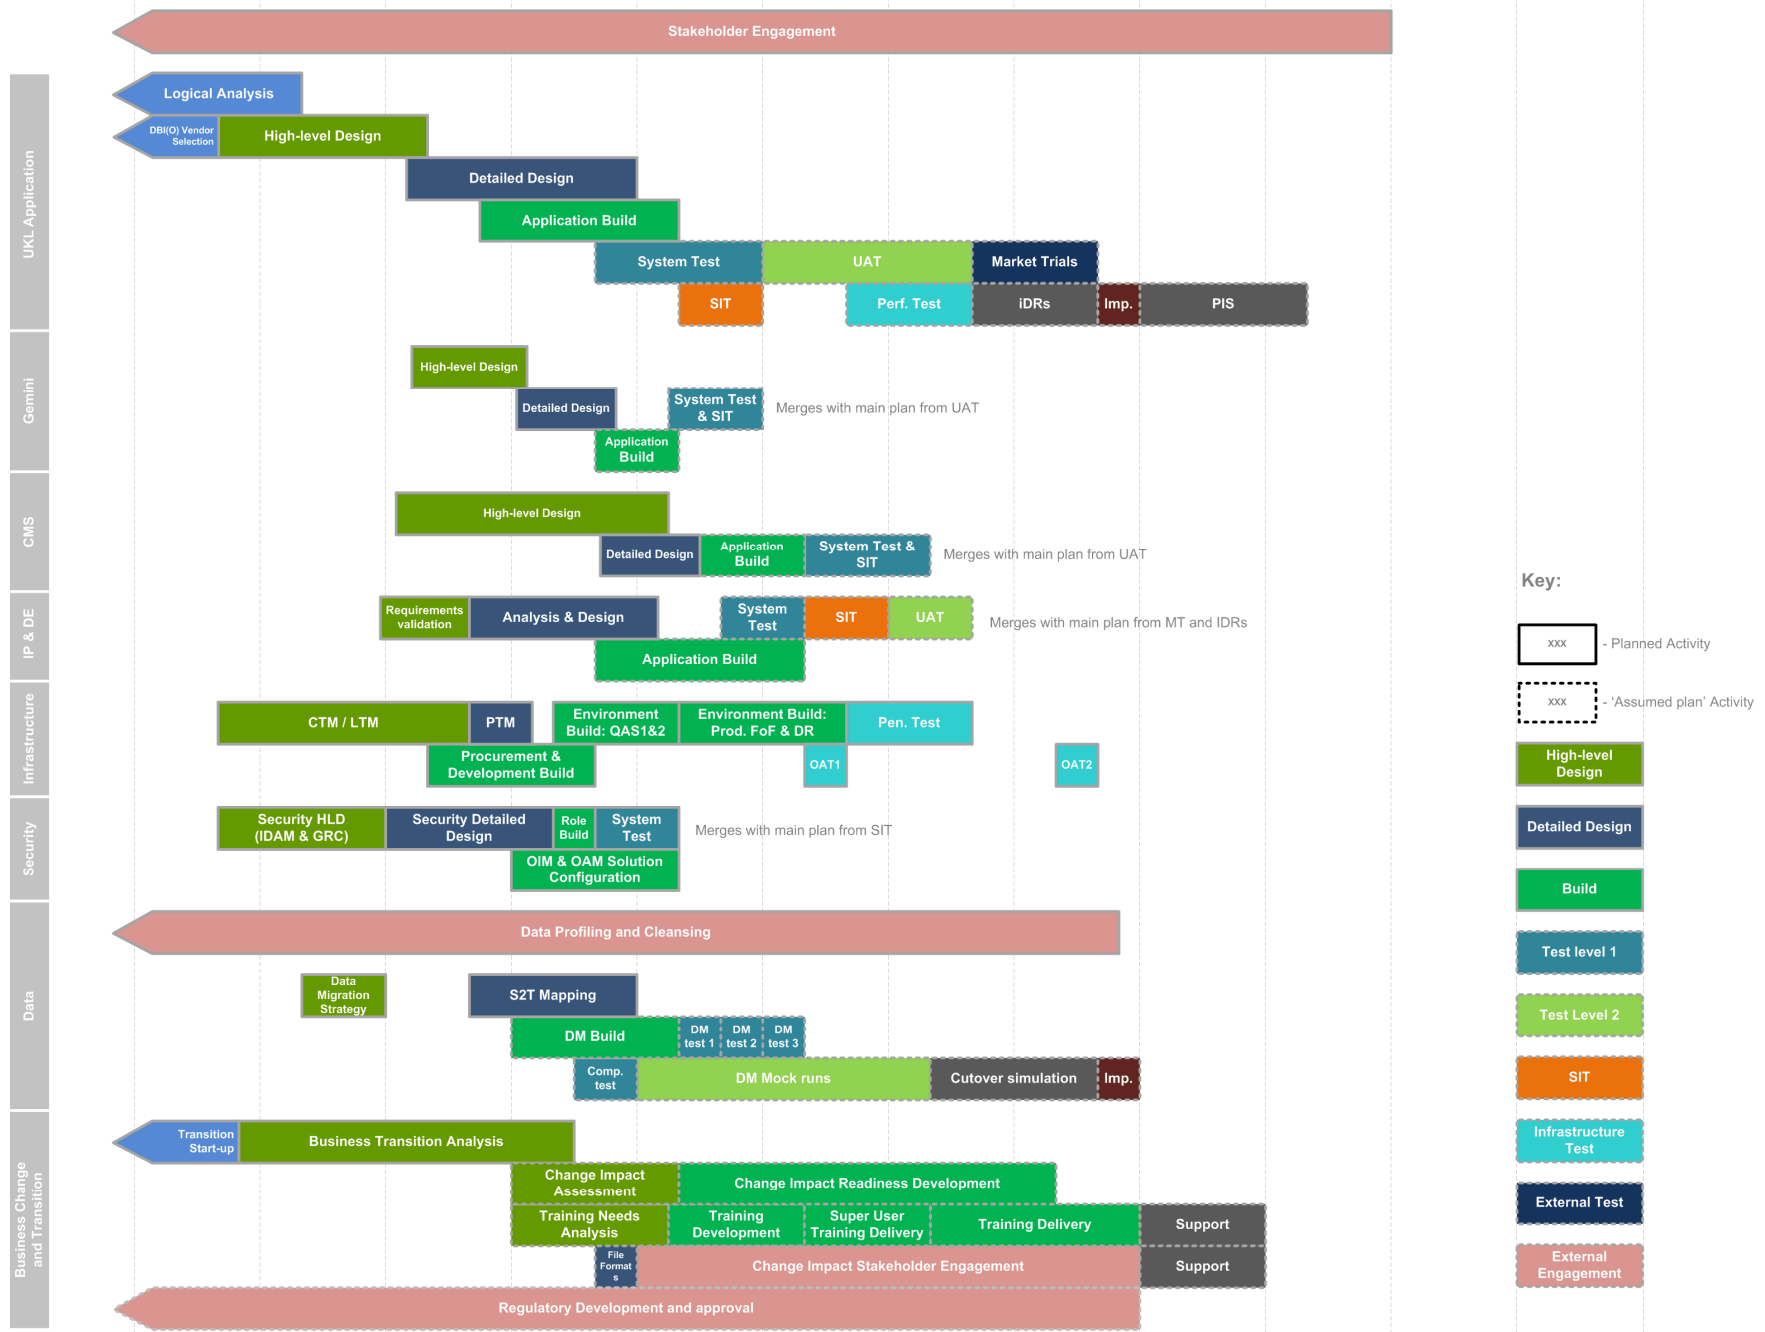 Stakeholder Engagement
UKL Application
Logical Analysis
DBI(O) Vendor
Selection
High-level Design
Detailed Design
Application Build
System Test
UAT
Market Trials
SIT
Perf. Test
iDRs
Imp.
PIS
Gemini
High-level Design
Detailed Design
System Test
& SIT
Merges with main plan from UAT
Application
Build
CMS
High-level Design
Detailed Design
Application
Build
System Test &
SIT
Merges with main plan from UAT
IP & DE
Requirements
validation
Analysis & Design
System
Test
SIT
UAT
Merges with main plan from MT and IDRs
Application Build
Infrastructure
CTM / LTM
PTM
Environment
Build: QAS1&2
Environment Build:
Prod. FoF & DR
Pen. Test
Procurement &
Development Build
OAT1
OAT2
Security
Security HLD
(IDAM & GRC)
Security Detailed
Design
Role
Build
System
Test
Merges with main plan from SIT
OIM & OAM Solution
Configuration
Data
Data Profiling and Cleansing
Data
Migration
Strategy
S2T Mapping
DM Build
DM
test 1
DM
test 2
DM
test 3
Comp.
test
DM Mock runs
Cutover simulation
Imp.
Business Change
and Transition
Transition
Start-up
Business Transition Analysis
Change Impact
Assessment
Change Impact Readiness Development
Training Needs
Analysis
Training
Development
Super User
Training Delivery
Training Delivery
Support
File
Format
s
Change Impact Stakeholder Engagement
Support
Regulatory Development and approval
Key:
xxx
- Planned Activity
xxx
- ‘Assumed plan’ Activity
High-level
Design
Detailed Design
Build
Test level 1
Test Level 2
SIT
Infrastructure
Test
External Test
External
Engagement